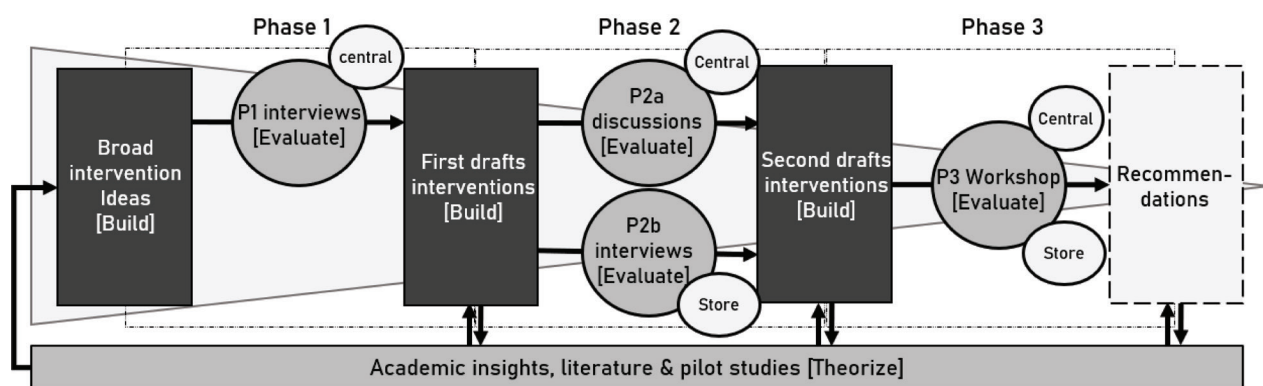 Phase 1
Phase 2
Phase 3
central
Central
P1 interviews
[Evaluate]
P2a
discussions
[Evaluate]
Central
Broad
intervention
Ideas
[Build]
First drafts
interventions
[Build]
Second drafts
interventions
[Build]
P3 Workshop
[Evaluate]
Recommen-
dations
P2b
interviews
[Evaluate]
Store
Store
Academic insights, literature & pilot studies [Theorize]